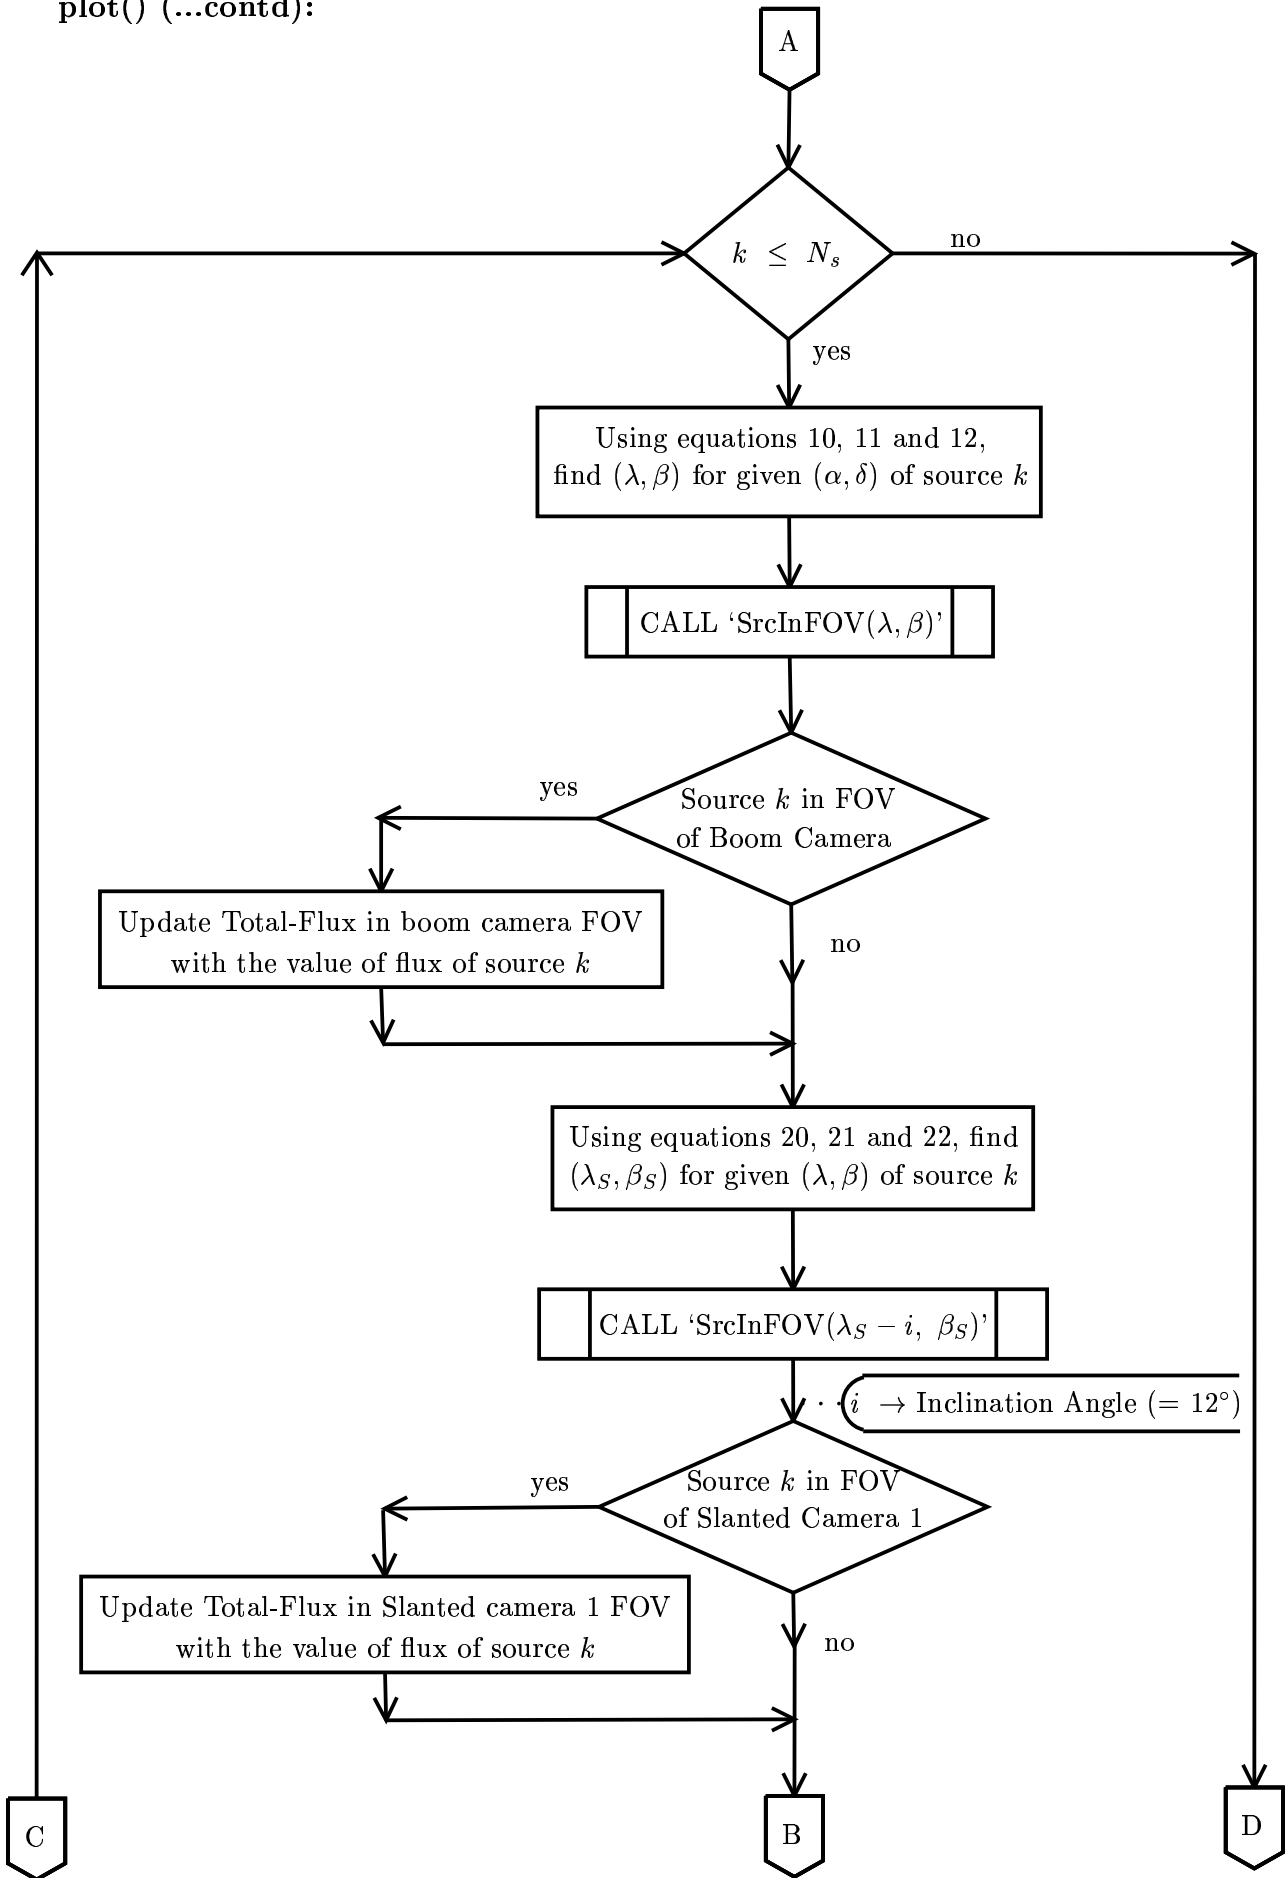 plot() (...contd):
A
k ≤ Nₛ
no
yes
Using equations 10, 11 and 12,
find (λ, β) for given (α, δ) of source k
CALL ‘SrcInFOV(λ, β)’
yes
Source k in FOV
of Boom Camera
Update Total-Flux in boom camera FOV
with the value of flux of source k
no
Using equations 20, 21 and 22, find
(λ_S, β_S) for given (λ, β) of source k
CALL ‘SrcInFOV(λ_S − i, β_S)’
· · i → Inclination Angle (= 12°)
yes
Source k in FOV
of Slanted Camera 1
Update Total-Flux in Slanted camera 1 FOV
with the value of flux of source k
no
C
B
D